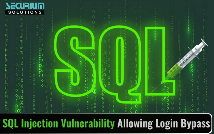 SECURIUM
SOLUTIONS
SQL
SQL Injection Vulnerability Allowing Login Bypass